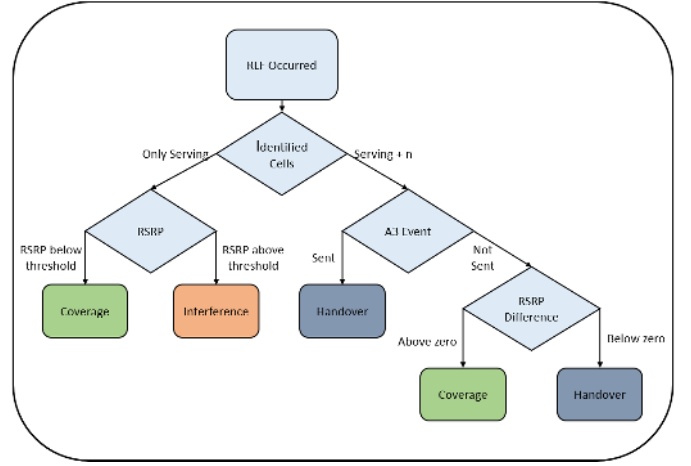 RLF Occurred
Identified
Cells
Only Serving
Serving + n
RSRP
A3 Event
RSRP below
threshold
RSRP above
threshold
Sent
Not
Sent
Coverage
Interference
Handover
RSRP
Difference
Above zero
Below zero
Coverage
Handover